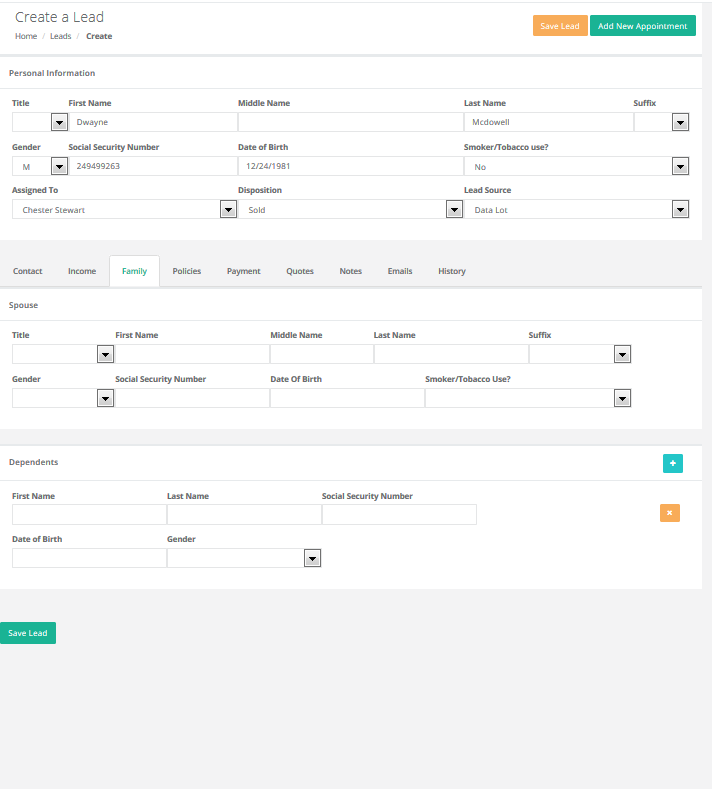 Create a Lead
Save Lead Add New Appointment
Home / Leads / Create
Personal Information
Title First Name Middle Name Last Name Suffix
Dwayne Mcdowell
Gender Social Security Number Date of Birth Smoker/Tobacco use?
M 249499263 12/24/1981 No
Assigned To Disposition Lead Source
Chester Stewart Sold Data Lot
Contact Income Family Policies Payment Quotes Notes Emails History
Spouse
Title First Name Middle Name Last Name Suffix
Gender Social Security Number Date Of Birth Smoker/Tobacco Use?
Dependents
First Name Last Name Social Security Number
Date of Birth Gender
Save Lead